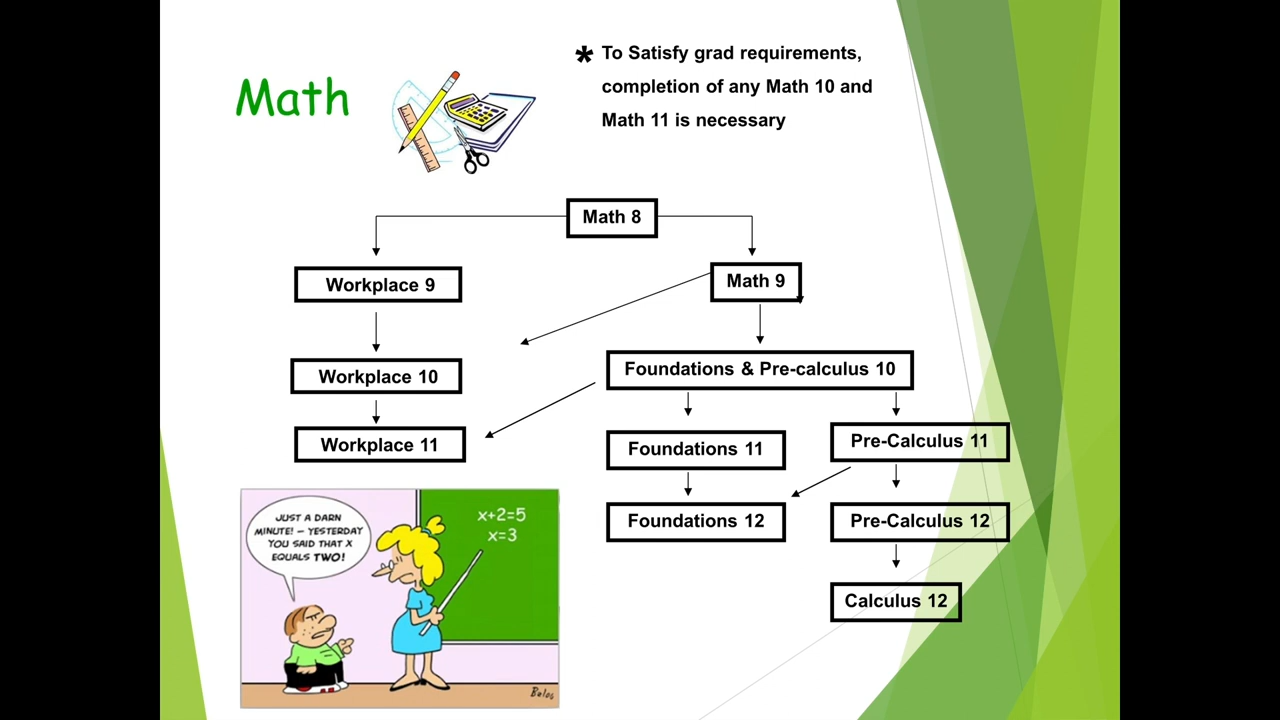 Math
* To Satisfy grad requirements,
completion of any Math 10 and
Math 11 is necessary
Math 8
Workplace 9
Math 9
Workplace 10
Foundations & Pre-calculus 10
Workplace 11
Foundations 11
Pre-Calculus 11
Foundations 12
Pre-Calculus 12
Calculus 12
JUST A DARN
MINUTE! – YESTERDAY
YOU SAID THAT X
EQUALS TWO!
x+2=5
x=3
Belos